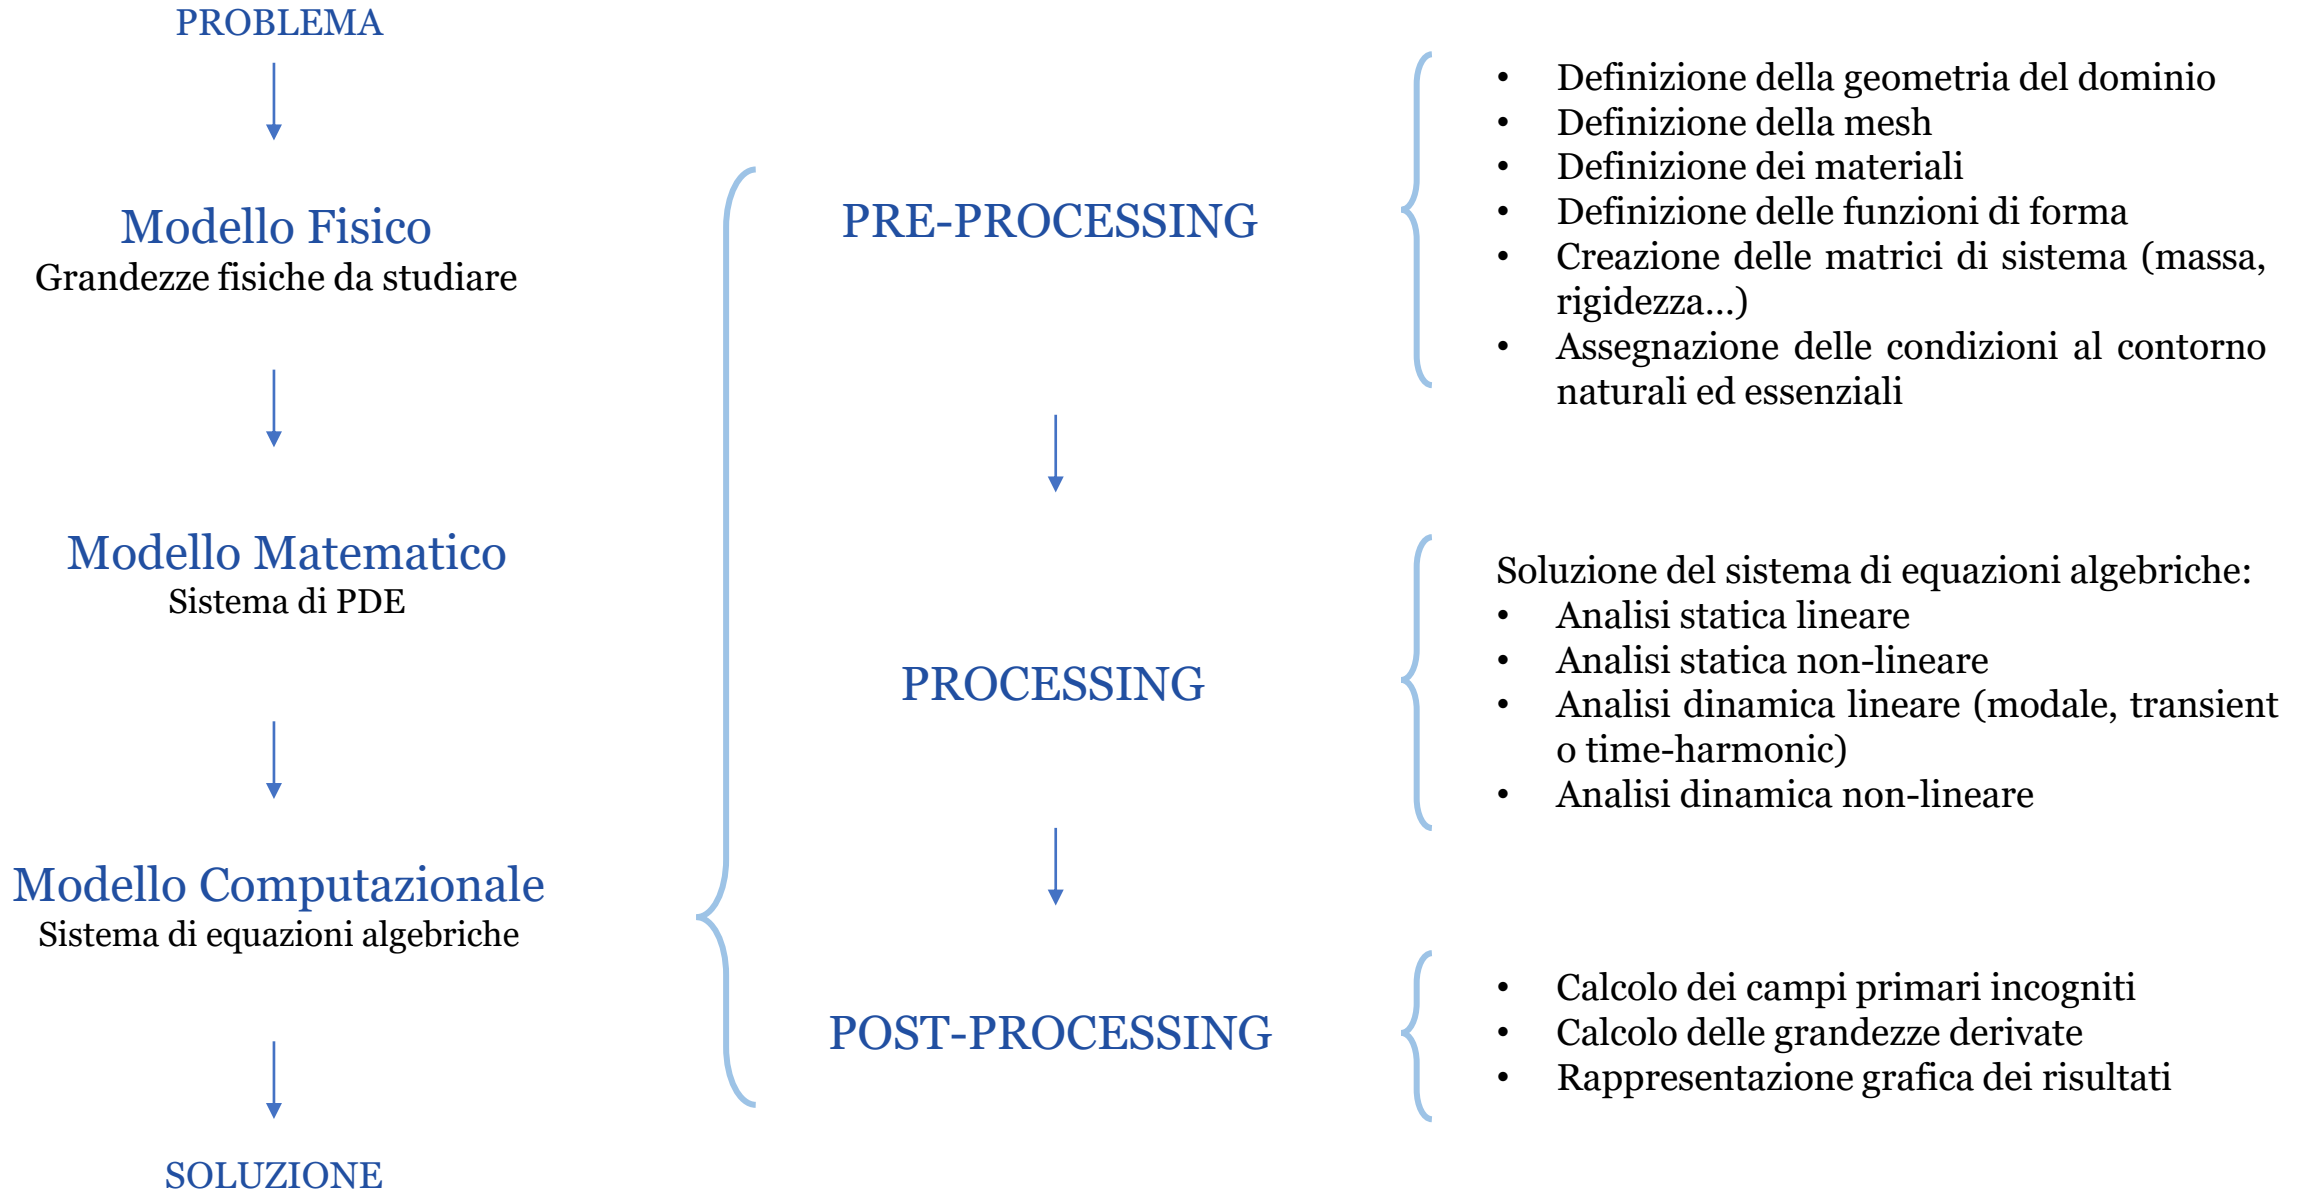 PROBLEMA
Modello Fisico
Grandezze fisiche da studiare
Modello Matematico
Sistema di PDE
Modello Computazionale
Sistema di equazioni algebriche
SOLUZIONE
PRE-PROCESSING
PROCESSING
POST-PROCESSING
• Definizione della geometria del dominio
• Definizione della mesh
• Definizione dei materiali
• Definizione delle funzioni di forma
• Creazione delle matrici di sistema (massa,
rigidezza...)
• Assegnazione delle condizioni al contorno
naturali ed essenziali
Soluzione del sistema di equazioni algebriche:
• Analisi statica lineare
• Analisi statica non-lineare
• Analisi dinamica lineare (modale, transient
o time-harmonic)
• Analisi dinamica non-lineare
• Calcolo dei campi primari incogniti
• Calcolo delle grandezze derivate
• Rappresentazione grafica dei risultati